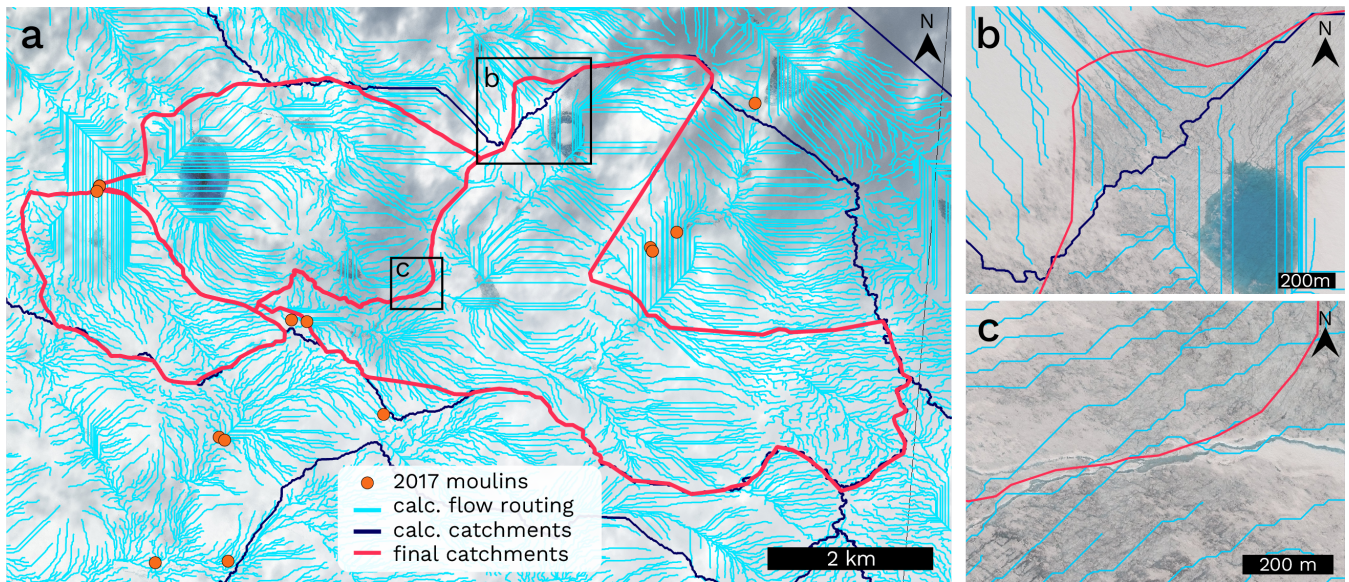 a
N
b
c
2017 moulins
calc. flow routing
calc. catchments
final catchments
2 km
b
N
200m
c
N
200 m